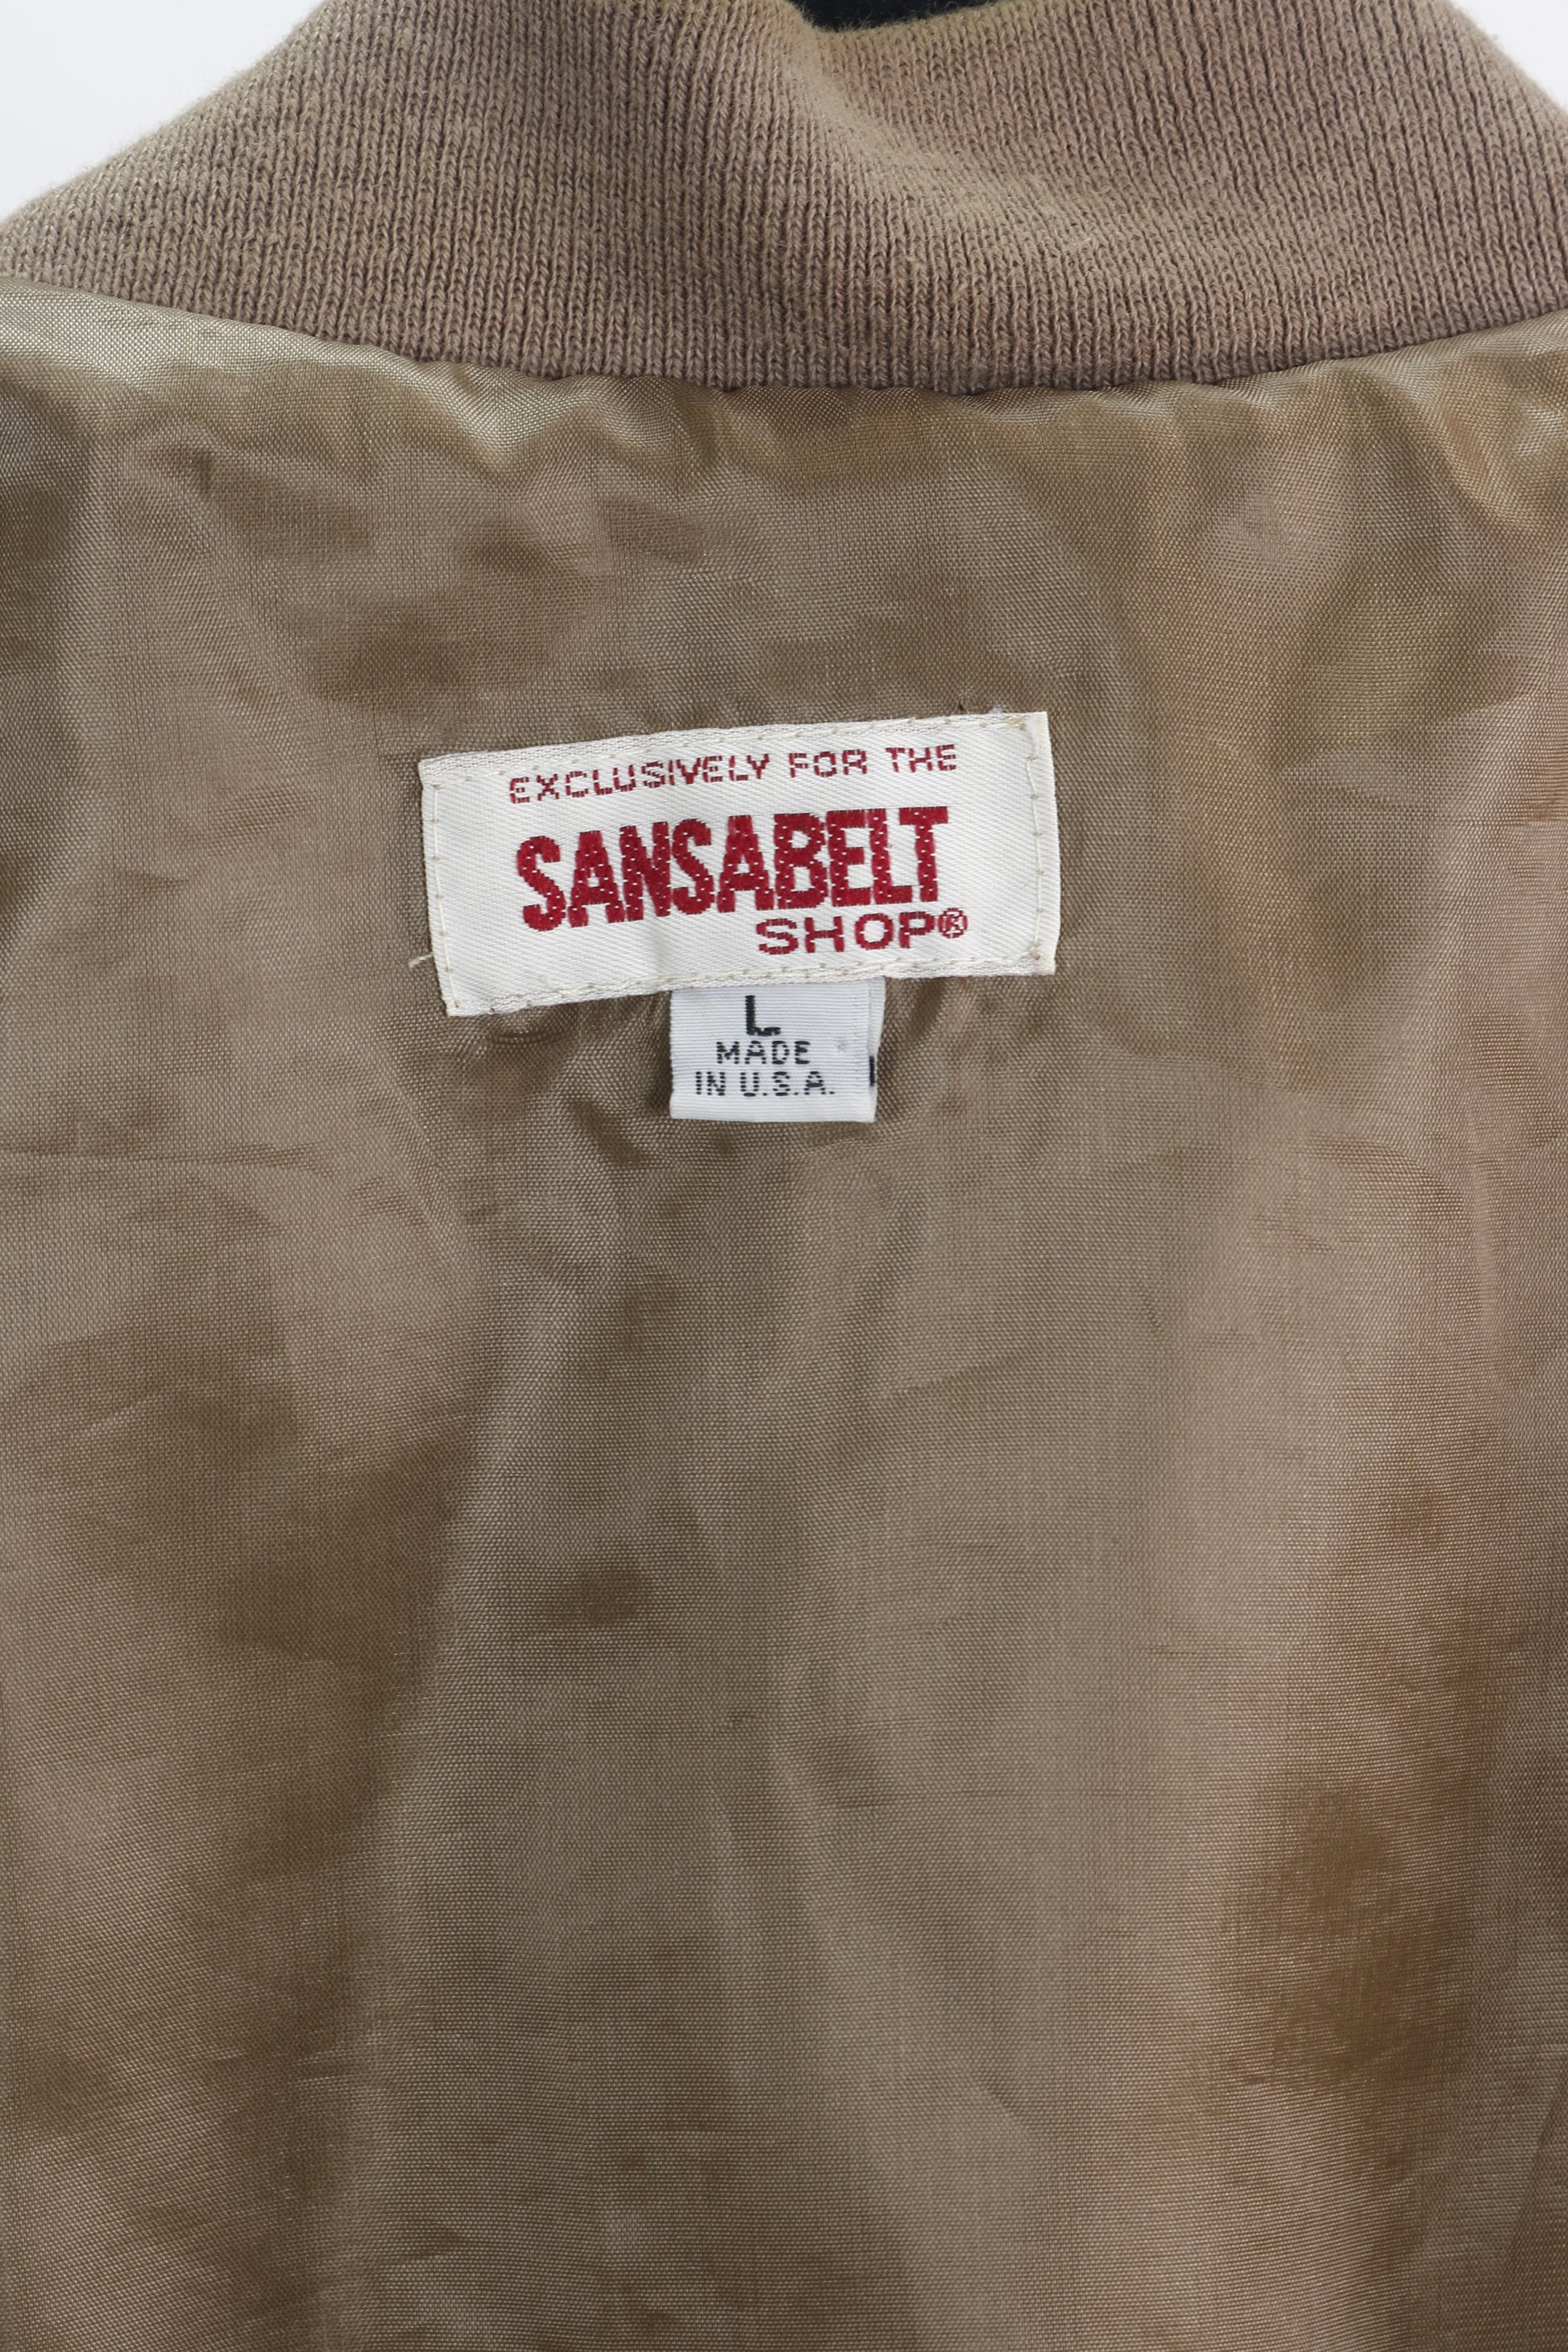 EXCLUSIVELY FOR THE
SANSABELT
SHOP®
L
MADE
IN U.S.A.